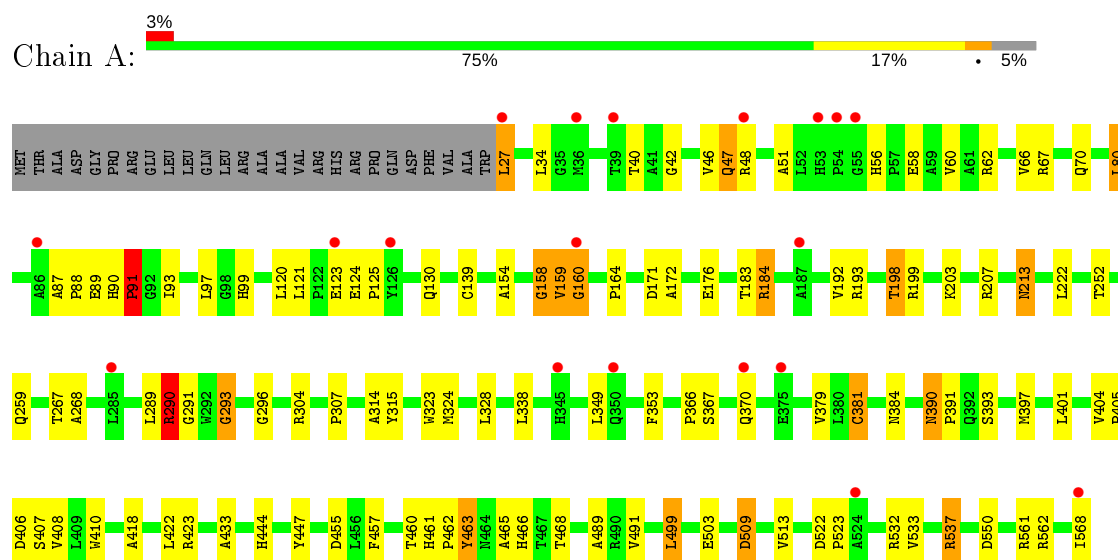 3%
Chain A:
75% 17% • 5%
MET THR ALA ASP GLY PRO ARG GLU LEU LEU GLN LEU ARG ALA ALA VAL ARG HIS ARG PRO GLN ASP PHE VAL ALA TRP L27 L34 G35 M36 T39 T40 A41 G42 V46 Q47 R48 A51 L52 H53 P54 G55 H56 P57 E58 A59 V60 A61 R62 V66 R67 Q70 L80
A86 A87 P88 E89 H90 P91 G92 I93 L97 G98 H99 L120 L121 P122 E123 E124 P125 Y126 Q130 C139 A154 G158 V159 G160 P164 D171 A172 E176 T183 R184 A187 V192 R193 T198 R199 K203 R207 N213 L222 T252
Q259 T267 A268 L285 L289 R290 G291 W292 G293 G296 R304 P307 A314 Y315 W323 M324 L328 L338 H345 L349 Q350 F353 P366 S367 Q370 E375 V379 L380 C381 N384 N390 P391 Q392 S393 M397 L401 V404 P405
D406 S407 V408 L409 W410 A418 L422 R423 A433 H444 Y447 D455 L456 F457 T460 H461 P462 Y463 N464 A465 H466 T467 T468 A489 R490 V491 L499 E503 D509 V513 D522 P523 A524 R532 V533 R537 D550 R561 R562 I568